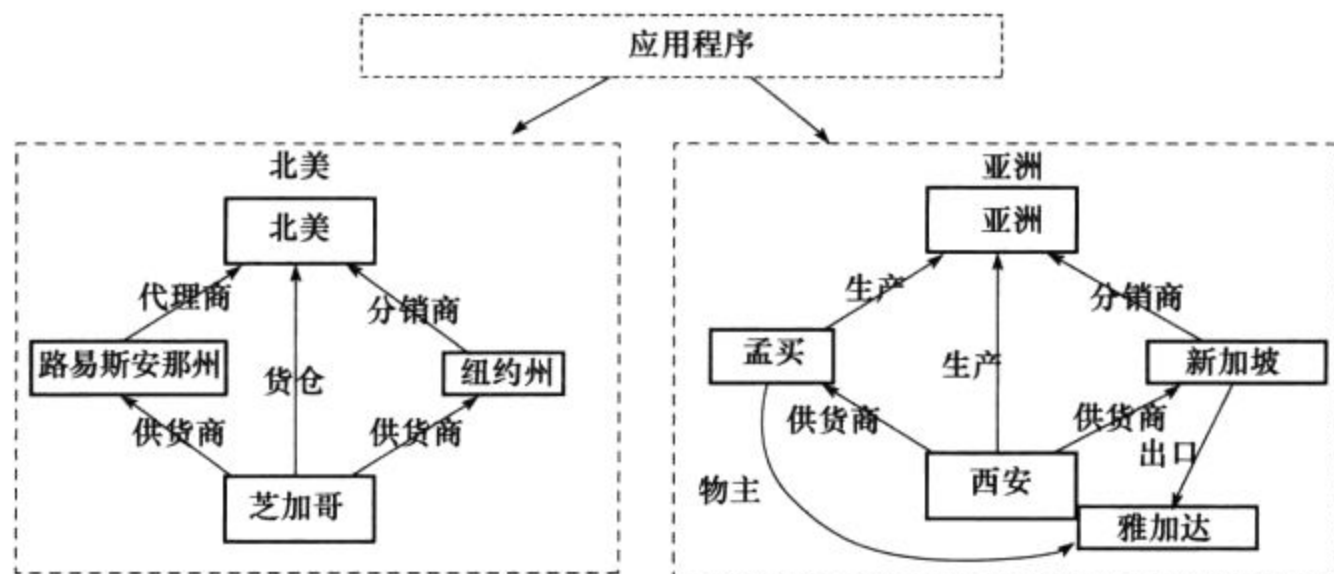 应用程序
北美
北美
代理商
分销商
路易斯安那州
货仓
纽约州
供货商
供货商
芝加哥
亚洲
亚洲
生产
分销商
孟买
生产
新加坡
供货商
供货商
出口
物主
西安
雅加达